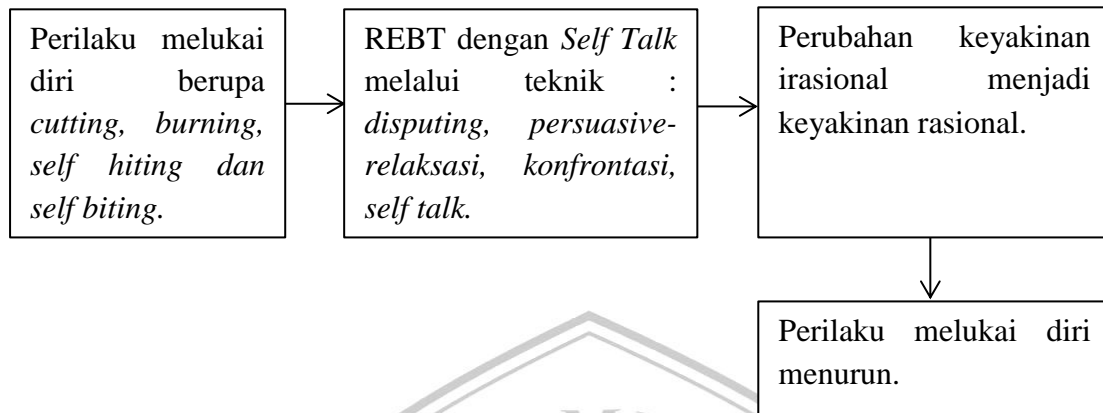 Perilaku melukai
diri berupa
cutting, burning,
self hiting dan
self biting.
REBT dengan Self Talk
melalui teknik :
disputing, persuasive-
relaksasi, konfrontasi,
self talk.
Perubahan keyakinan
irasional menjadi
keyakinan rasional.
Perilaku melukai diri
menurun.